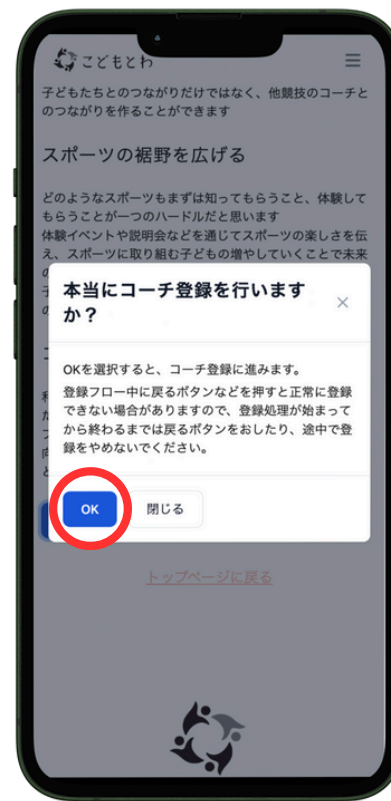 こどもとわ
子どもたちとのつながりだけではなく、他競技のコーチと
のつながりを作ることができます
スポーツの裾野を広げる
どのようなスポーツもまずは知ってもらうこと、体験して
もらうことが一つのハードルだと思います
体験イベントや説明会などを通じてスポーツの楽しさを伝
え、スポーツに取り組む子どもの増やしていくことで未来
本当にコーチ登録を行います
か？
OKを選択すると、コーチ登録に進みます。
登録フロー中に戻るボタンなどを押すと正常に登録
できない場合がありますので、登録処理が始まって
から終わるまでは戻るボタンをおしたり、途中で登
録をやめないでください。
OK
閉じる
トップページに戻る